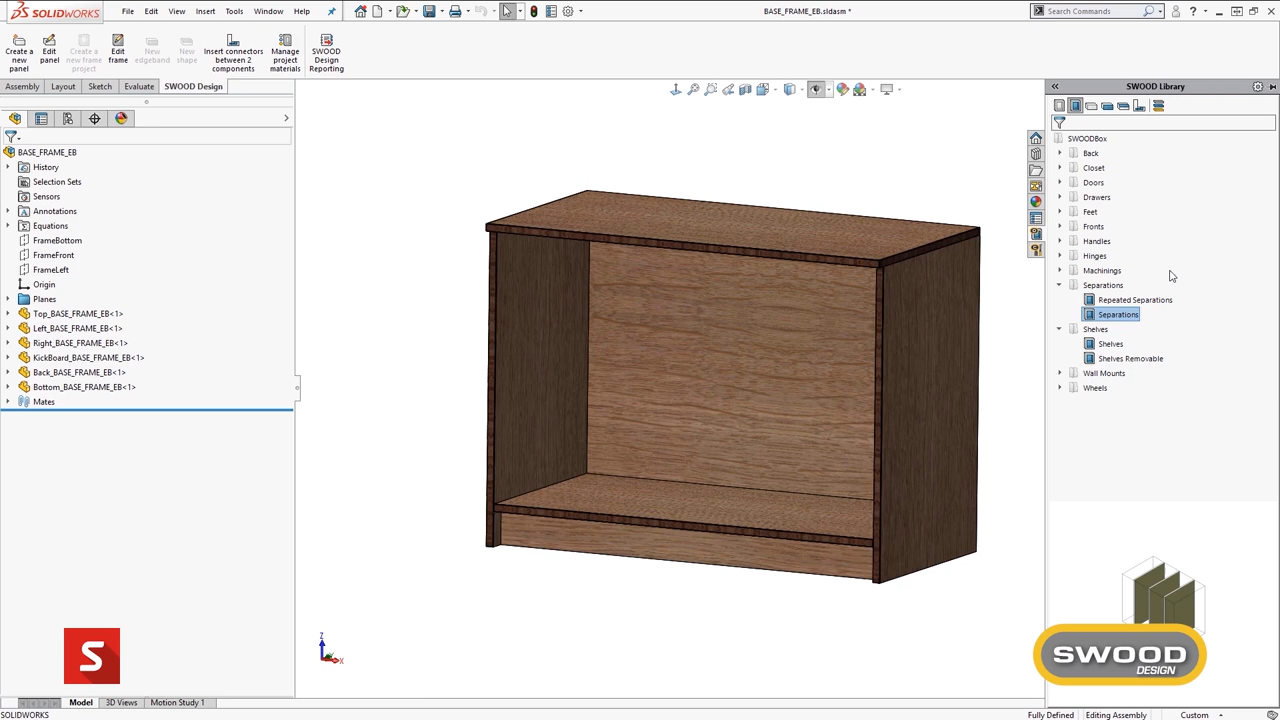 SOLIDWORKS
File Edit View Insert Tools Window Help
BASE_FRAME_EB.sldasm *
Search Commands
Create a new panel
Edit panel
Create a new frame project
Edit frame
New edgeband
New shape
Insert connectors between 2 components
Manage project materials
SWOOD Design Reporting
Assembly Layout Sketch Evaluate SWOOD Design
SWOOD Library
BASE_FRAME_EB
History
Selection Sets
Sensors
Annotations
Equations
FrameBottom
FrameFront
FrameLeft
Origin
Planes
Top_BASE_FRAME_EB<1>
Left_BASE_FRAME_EB<1>
Right_BASE_FRAME_EB<1>
KickBoard_BASE_FRAME_EB<1>
Back_BASE_FRAME_EB<1>
Bottom_BASE_FRAME_EB<1>
Mates
SWOODBox
Back
Closet
Doors
Drawers
Feet
Fronts
Handles
Hinges
Machinings
Separations
Repeated Separations
Separations
Shelves
Shelves
Shelves Removable
Wall Mounts
Wheels
Z
X
S
SWOOD
DESIGN
Model 3D Views Motion Study 1
SOLIDWORKS
Fully Defined Editing Assembly Custom